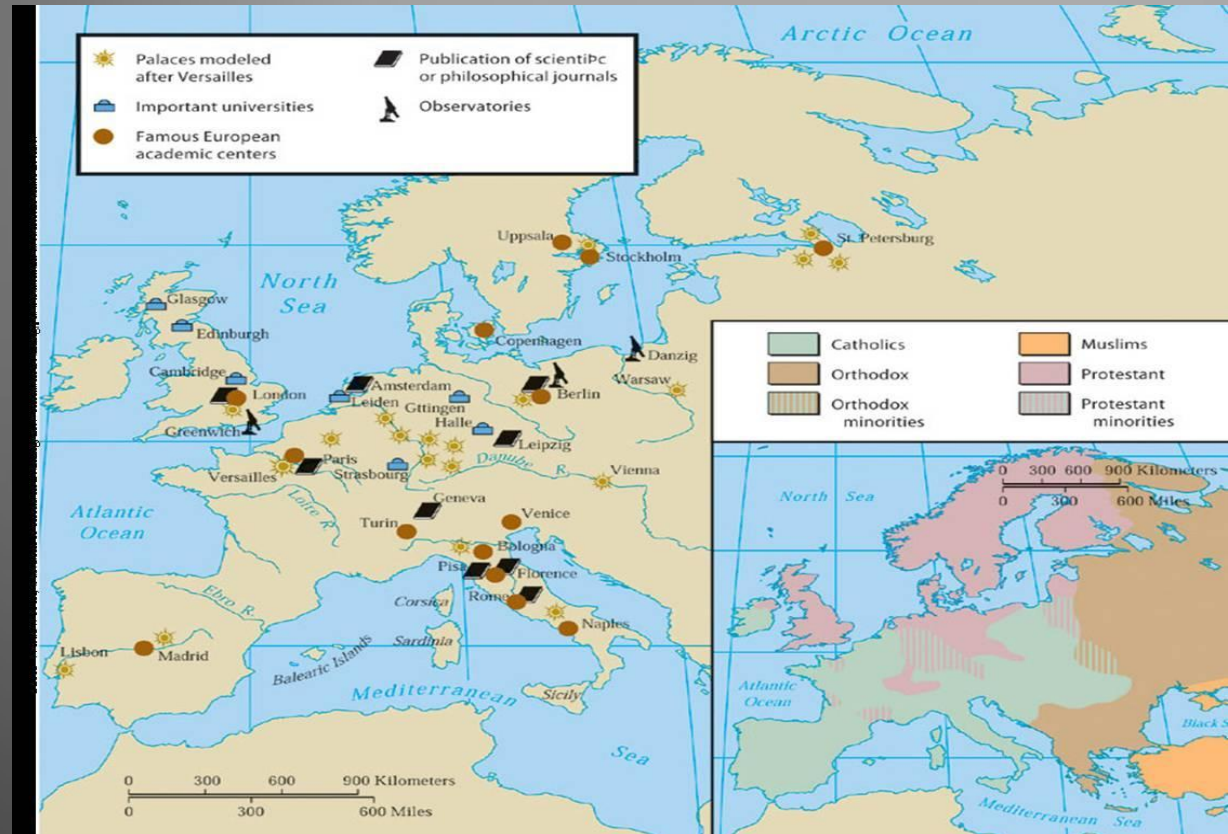 Palaces modeled
after Versailles
Important universities
Famous European
academic centers
Publication of scientiÞc
or philosophical journals
Observatories
Arctic Ocean
Uppsala
Stockholm
St. Petersburg
North
Sea
Glasgow
Edinburgh
Copenhagen
Danzig
Cambridge
London
Amsterdam
Leiden
Gttingen
Halle
Berlin
Warsaw
Greenwich
Leipzig
Paris
Versailles
Strasbourg
Danube R.
Vienna
Loire R.
Atlantic
Ocean
Geneva
Turin
Venice
Bologna
Pisa
Florence
Ebro R.
Corsica
Rome
Naples
Lisbon
Madrid
Sardinia
Balearic Islands
Mediterranean
Sea
Sicily
0 300 600 900 Kilometers
0 300 600 Miles
Catholics
Orthodox
Orthodox
minorities
Muslims
Protestant
Protestant
minorities
0 300 600 900 Kilometers
0 300 600 Miles
North Sea
Atlantic
Ocean
Black S
Mediterranean Sea